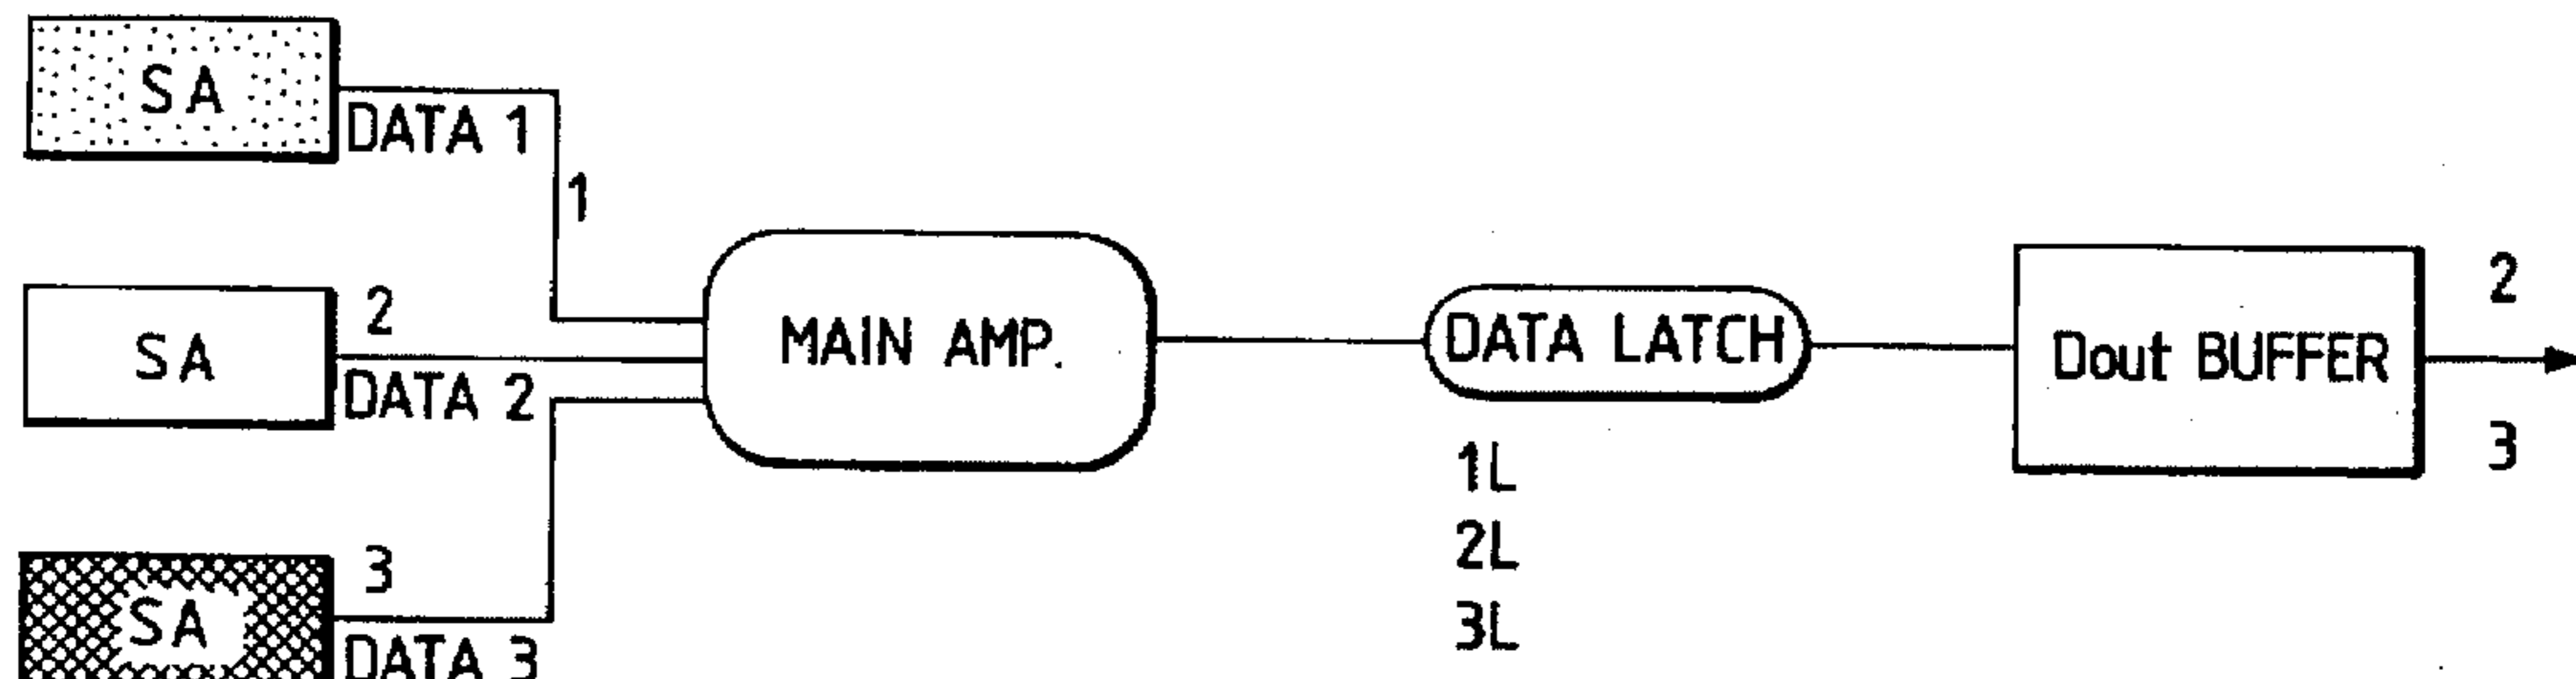 SA
DATA 1
1
SA
2
DATA 2
SA
3
DATA 3
MAIN AMP.
DATA LATCH
1L
2L
3L
Dout BUFFER
2
3